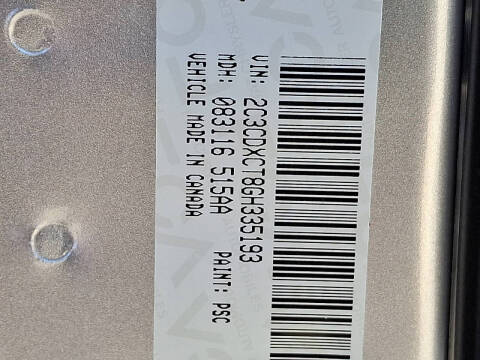 VIN: 2C3CDXCT8GH335193
MDH: 083116 515AA PAINT: PSC
VEHICLE MADE IN CANADA